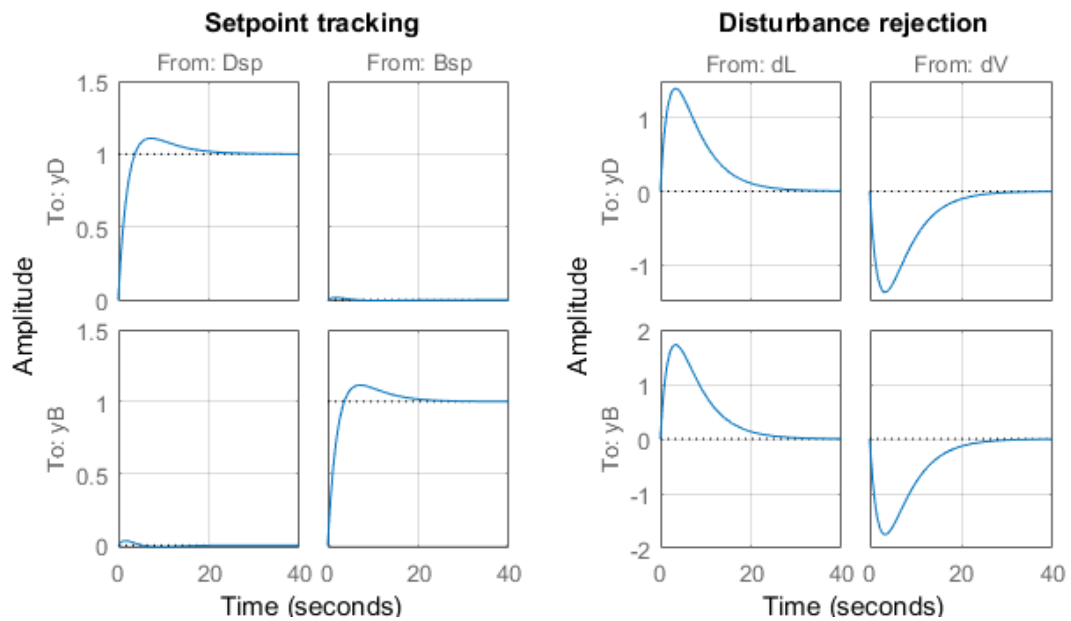 Setpoint tracking
From: Dsp
From: Bsp
To: yD
1.5
1
0.5
0
To: yB
1.5
1
0.5
0
0
20
40
0
20
40
Amplitude
Time (seconds)
Disturbance rejection
From: dL
From: dV
To: yD
1
0
-1
To: yB
2
1
0
-1
-2
0
20
40
0
20
40
Amplitude
Time (seconds)